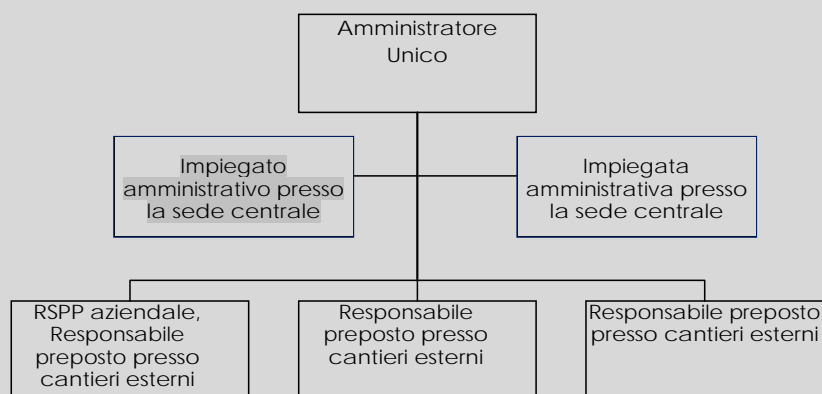 Amministratore
Unico
Impiegato
amministrativo presso
la sede centrale
Impiegata
amministrativa presso
la sede centrale
RSPP aziendale,
Responsabile
preposto presso
cantieri esterni
Responsabile
preposto presso
cantieri esterni
Responsabile preposto
presso cantieri esterni